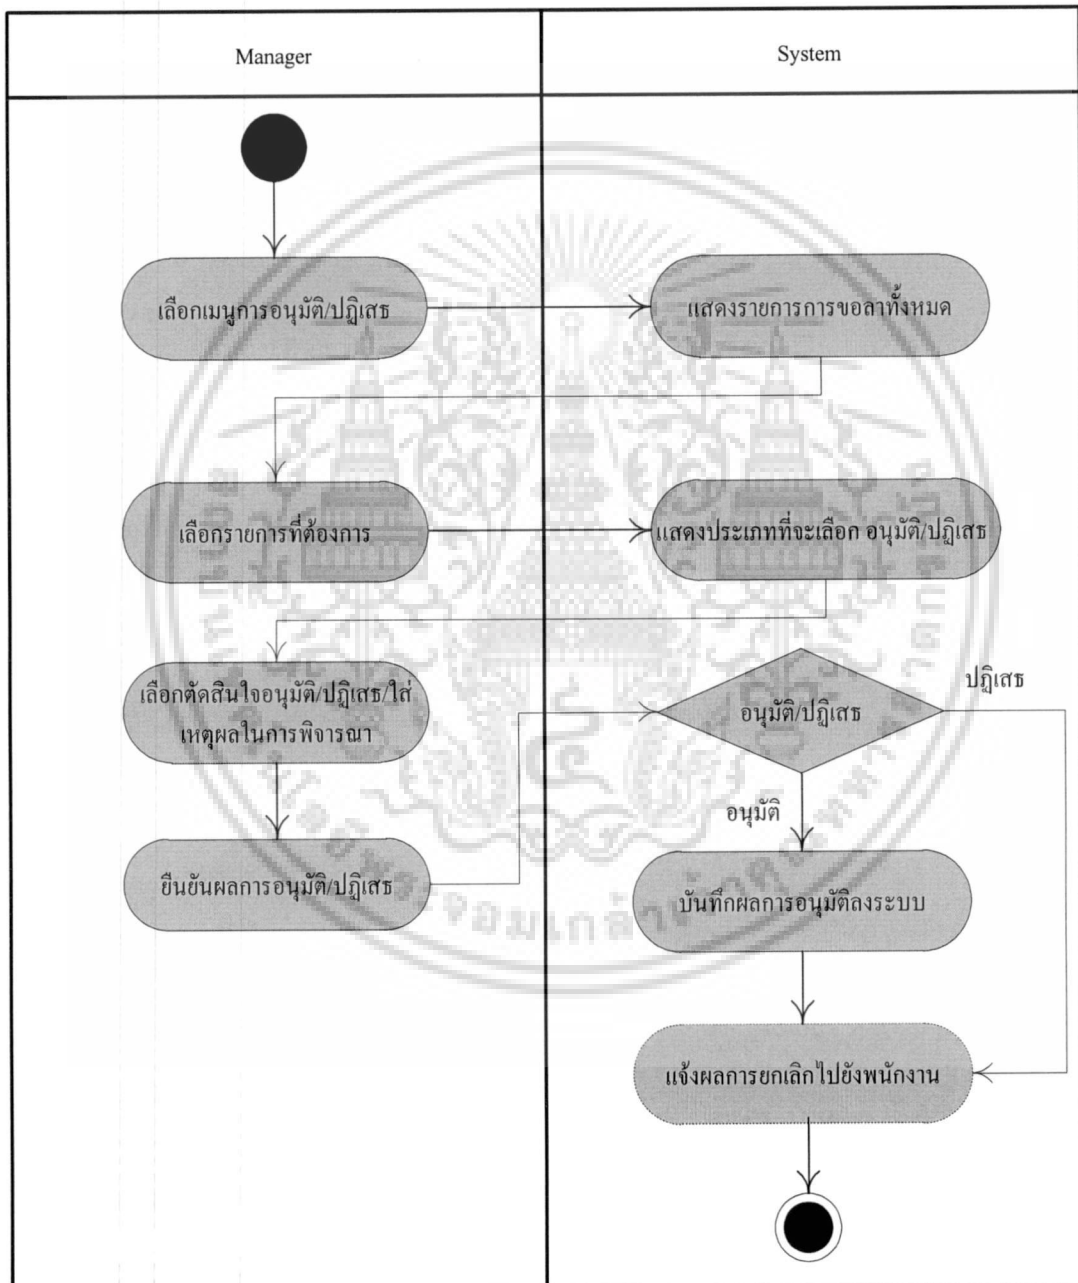 Manager
System
เลือกเมนูการอนุมัติ/ปฏิเสธ
แสดงรายการการขอลาทั้งหมด
เลือกรายการที่ต้องการ
แสดงประเภทที่จะเลือก อนุมัติ/ปฏิเสธ
เลือกตัดสินใจอนุมัติ/ปฏิเสธ/ใส่
เหตุผลในการพิจารณา
อนุมัติ/ปฏิเสธ
ปฏิเสธ
อนุมัติ
ยืนยันผลการอนุมัติ/ปฏิเสธ
บันทึกผลการอนุมัติลงระบบ
แจ้งผลการยกเลิกไปยังพนักงาน